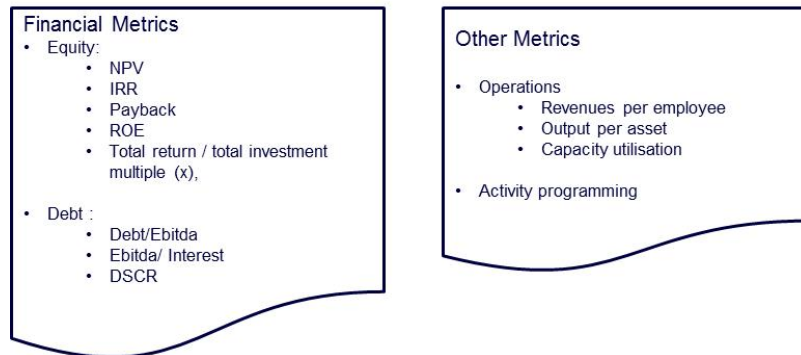 Financial Metrics
• Equity:
• NPV
• IRR
• Payback
• ROE
• Total return / total investment
multiple (x),
• Debt :
• Debt/Ebitda
• Ebitda/ Interest
• DSCR
Other Metrics
• Operations
• Revenues per employee
• Output per asset
• Capacity utilisation
• Activity programming